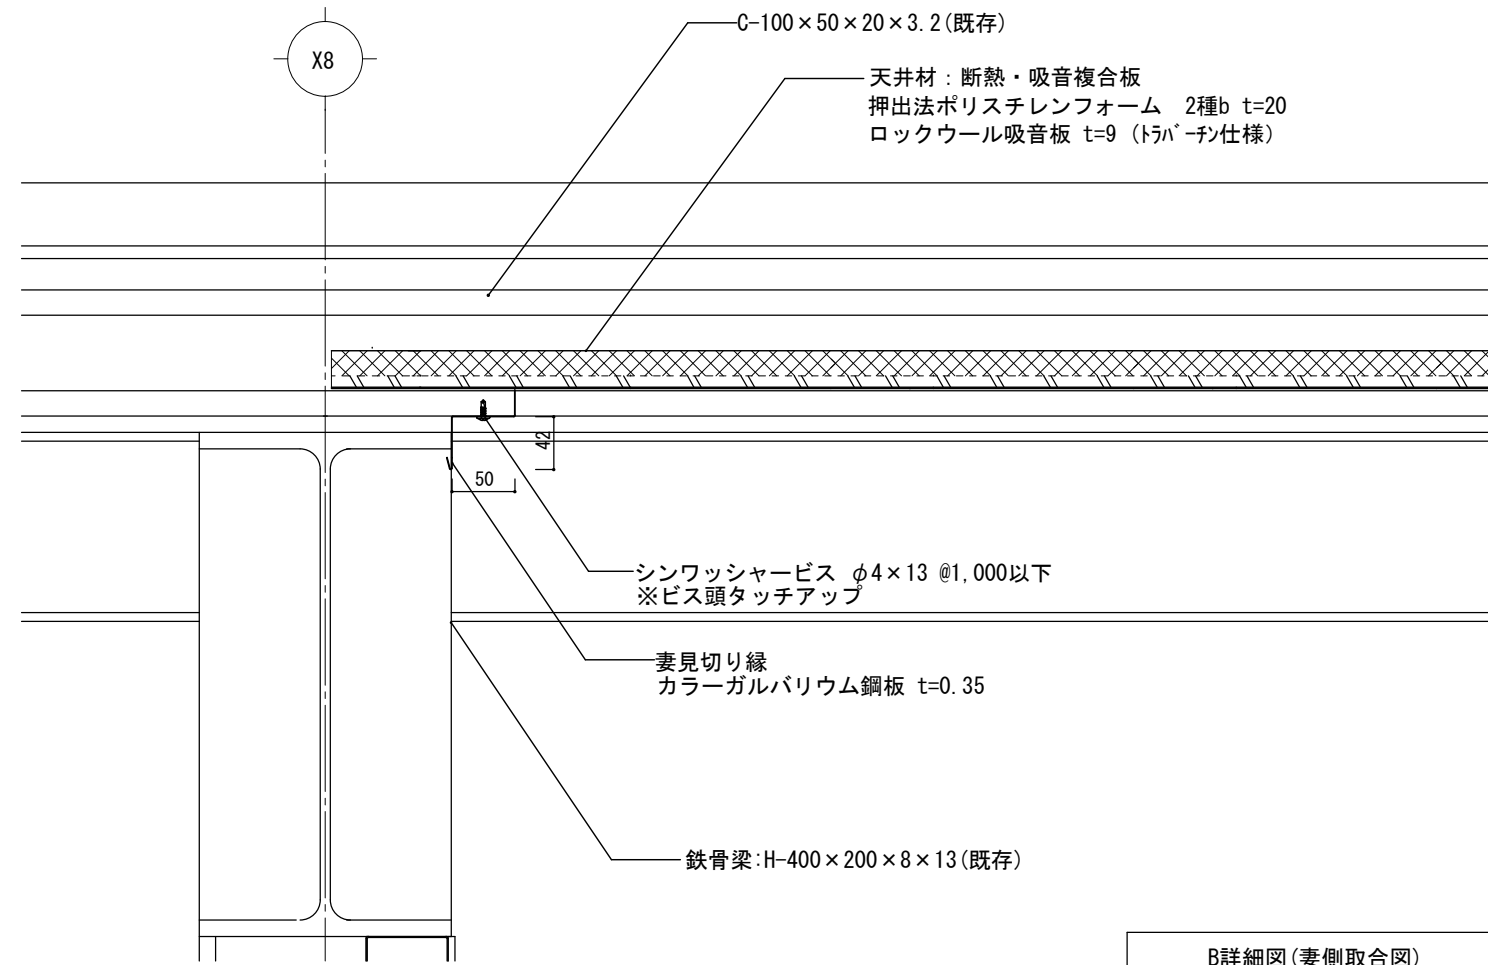 C-100×50×20×3.2(既存)
X8
天井材：断熱・吸音複合板
押出法ポリスチレンフォーム　2種b t=20
ロックウール吸音板 t=9（ﾄﾗﾊﾞｰﾁﾝ仕様）
42
50
シンワッシャービス φ4×13 @1,000以下
※ビス頭タッチアップ
妻見切り縁
カラーガルバリウム鋼板 t=0.35
鉄骨梁:H-400×200×8×13(既存)
B詳細図(妻側取合図)